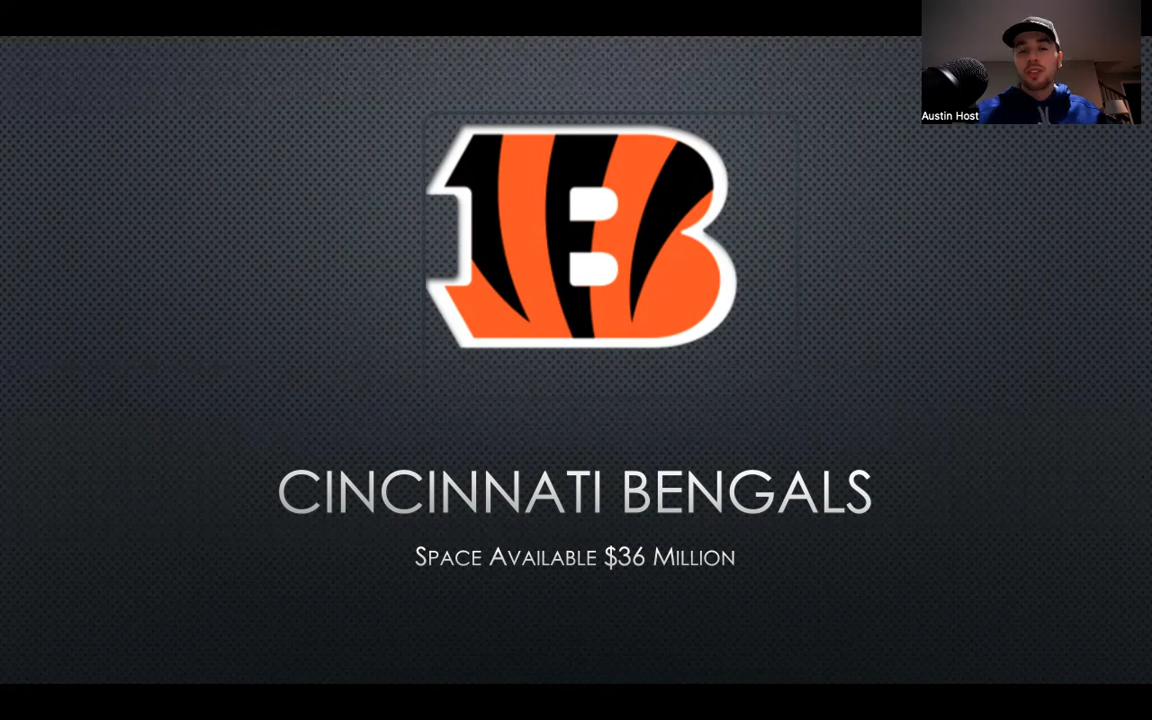 Austin Host
B
CINCINNATI BENGALS
SPACE AVAILABLE $36 MILLION